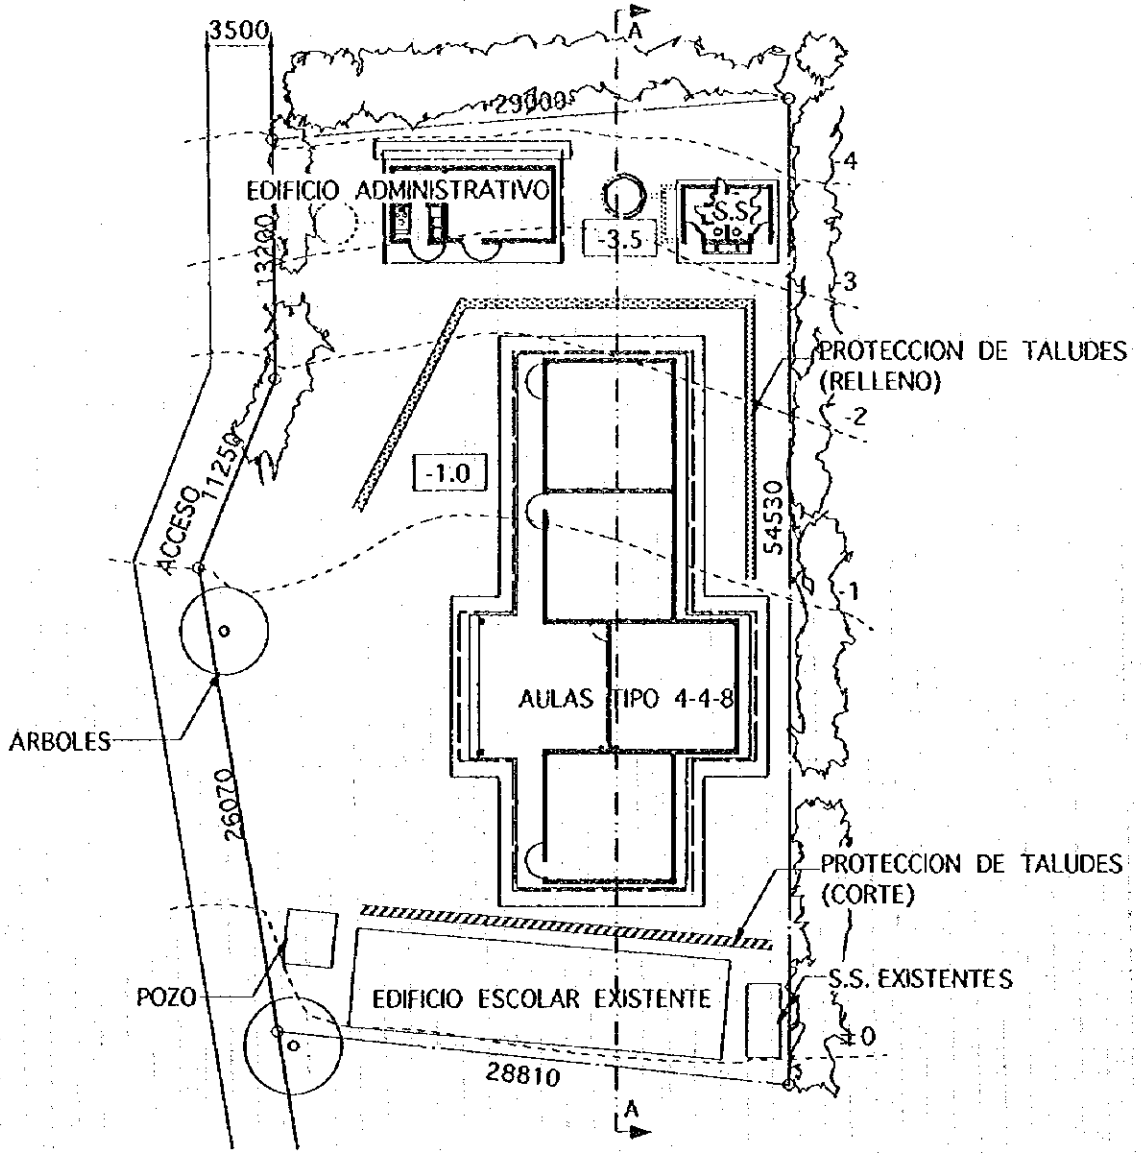 3500
A
29000
-4
EDIFICIO ADMINISTRATIVO
S.S
13200
-3.5
-3
PROTECCION DE TALUDES
(RELLENO)
-2
11250
-1.0
ACCESO
54530
-1
AULAS TIPO 4-4-8
ARBOLES
26070
PROTECCION DE TALUDES
(CORTE)
POZO
EDIFICIO ESCOLAR EXISTENTE
S.S. EXISTENTES
0
28810
A